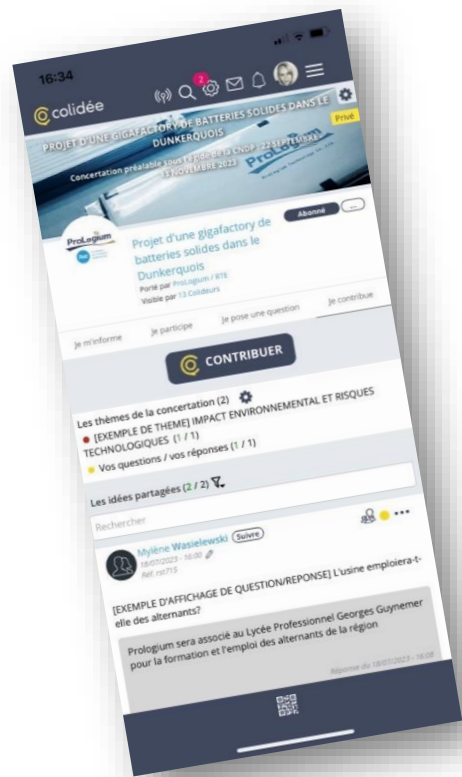 16:34
colidée
2
PROJET D'UNE GIGAFACTORY DE BATTERIES SOLIDES DANS LE
DUNKERQUOIS
Concertation préalable sous l'égide de la CNDP - 22 SEPTEMBRE -
13 NOVEMBRE 2023
Privé
ProLogium
ProLogium
Rte
Projet d'une gigafactory de
batteries solides dans le
Dunkerquois
Porté par ProLogium / RTE
Visible par 13 Colideurs
Abonné
...
Je m'informe
Je participe
Je pose une question
Je contribue
CONTRIBUER
Les thèmes de la concertation (2)
[EXEMPLE DE THEME] IMPACT ENVIRONNEMENTAL ET RISQUES
TECHNOLOGIQUES (1 / 1)
Vos questions / vos réponses (1 / 1)
Les idées partagées (2 / 2)
Rechercher
Mylène Wasielewski Suivre
18/07/2023 - 16:00
Ref. rst715
[EXEMPLE D'AFFICHAGE DE QUESTION/REPONSE] L'usine emploiera-t-
elle des alternants?
Prologium sera associé au Lycée Professionnel Georges Guynemer
pour la formation et l'emploi des alternants de la région
Réponse du 18/07/2023 - 16:08